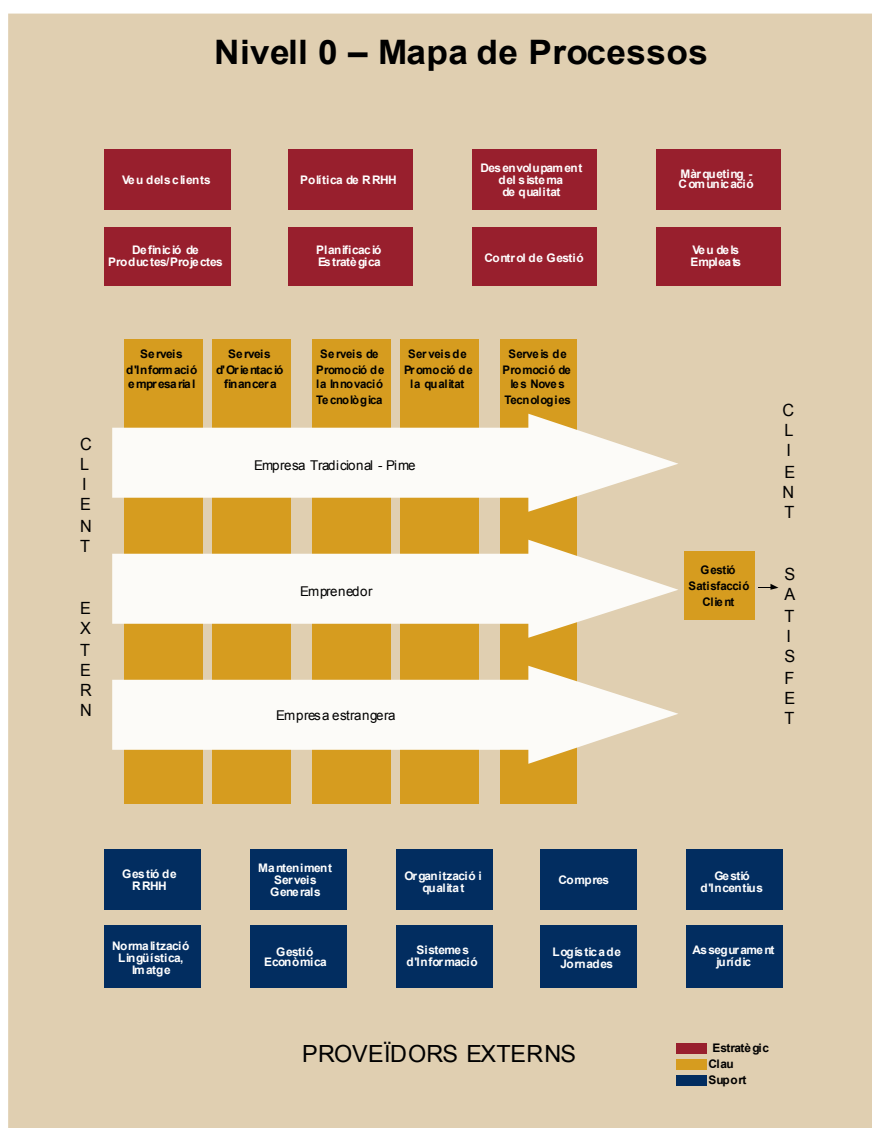 Nivell 0 – Mapa de Processos
Veu dels clients
Política de RRHH
Desenvolupament
del sistema
de qualitat
Màrqueting -
Comunicació
Definició de
Productes/Projectes
Planificació
Estratègica
Control de Gestió
Veu dels
Empleats
Serveis
d'Informació
empresarial
Serveis
d'Orientació
financera
Serveis de
Promoció de
la Innovació
Tecnològica
Serveis de
Promoció de
la qualitat
Serveis de
Promoció de
les Noves
Tecnologies
CLIENT EXTERN
Empresa Tradicional - Pime
Emprenedor
Empresa estrangera
Gestió
Satisfacció
Client
CLIENT SATISFET
Gestió de
RRHH
Manteniment
Serveis
Generals
Organització i
qualitat
Compres
Gestió
d'Incentius
Normalització
Lingüística,
Imatge
Gestió
Econòmica
Sistemes
d'Informació
Logística de
Jornades
Assegurament
jurídic
PROVEÏDORS EXTERNS
Estratègic
Clau
Suport